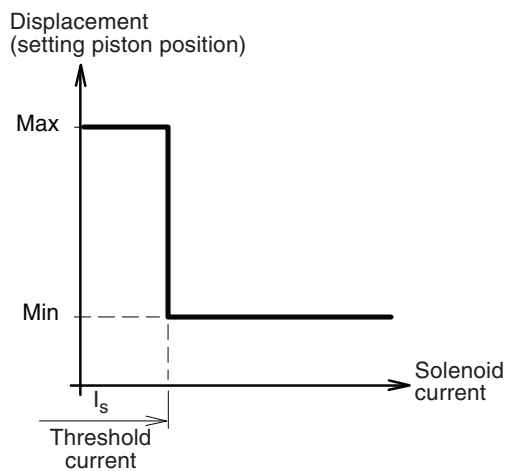 Displacement
(setting piston position)
Max
Min
Solenoid
current
Is
Threshold
current